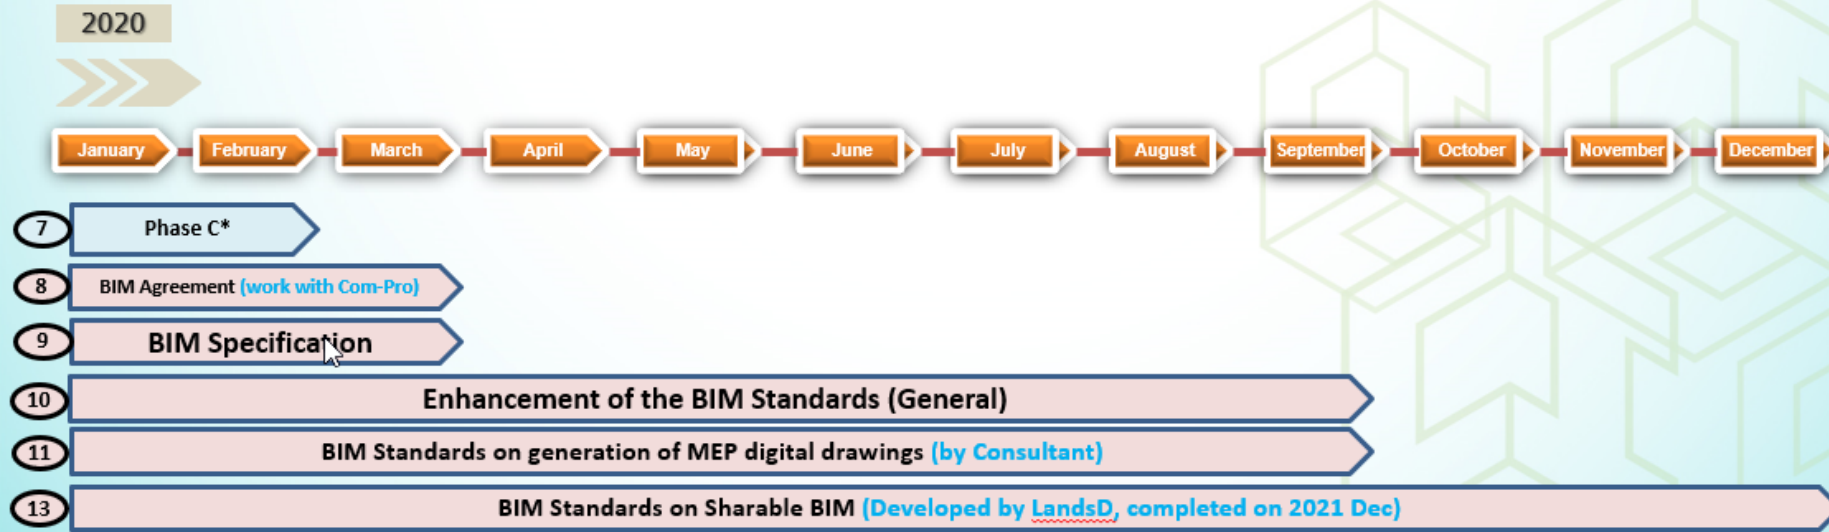 2020
January February March April May June July August September October November December
7 Phase C*
8 BIM Agreement (work with Com-Pro)
9 BIM Specification
10 Enhancement of the BIM Standards (General)
11 BIM Standards on generation of MEP digital drawings (by Consultant)
13 BIM Standards on Sharable BIM (Developed by LandsD, completed on 2021 Dec)